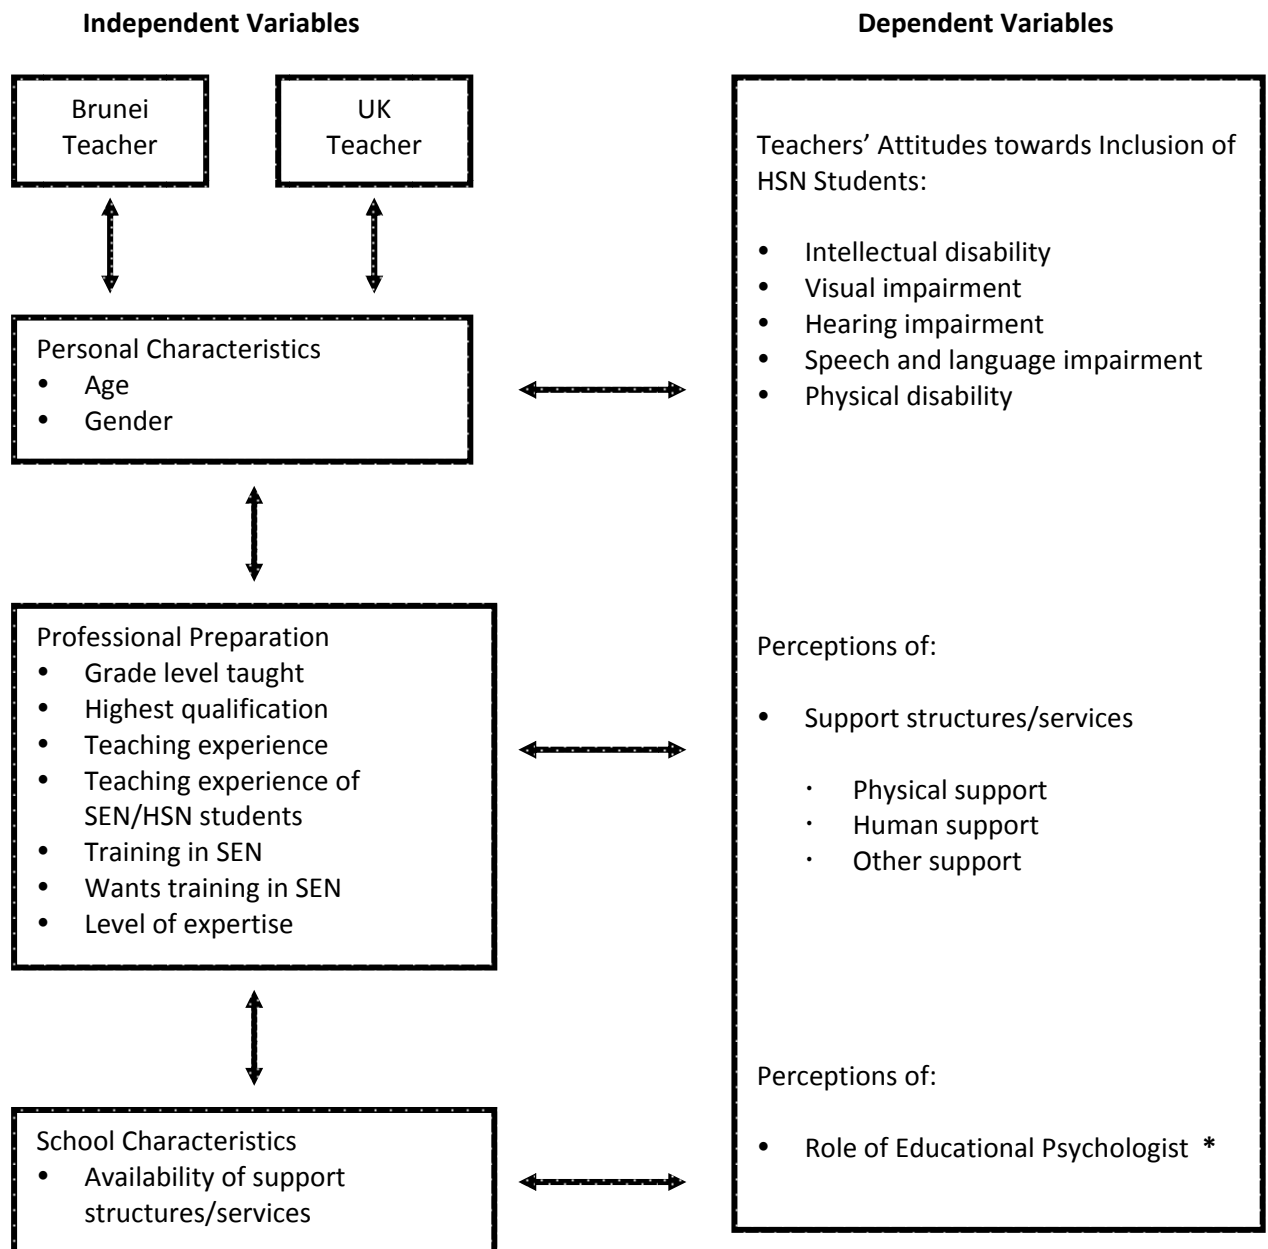 Independent Variables
Dependent Variables
Brunei
Teacher
UK
Teacher
Personal Characteristics
• Age
• Gender
Professional Preparation
• Grade level taught
• Highest qualification
• Teaching experience
• Teaching experience of
SEN/HSN students
• Training in SEN
• Wants training in SEN
• Level of expertise
School Characteristics
• Availability of support
structures/services
Teachers’ Attitudes towards Inclusion of
HSN Students:
• Intellectual disability
• Visual impairment
• Hearing impairment
• Speech and language impairment
• Physical disability
Perceptions of:
• Support structures/services
· Physical support
· Human support
· Other support
Perceptions of:
• Role of Educational Psychologist *